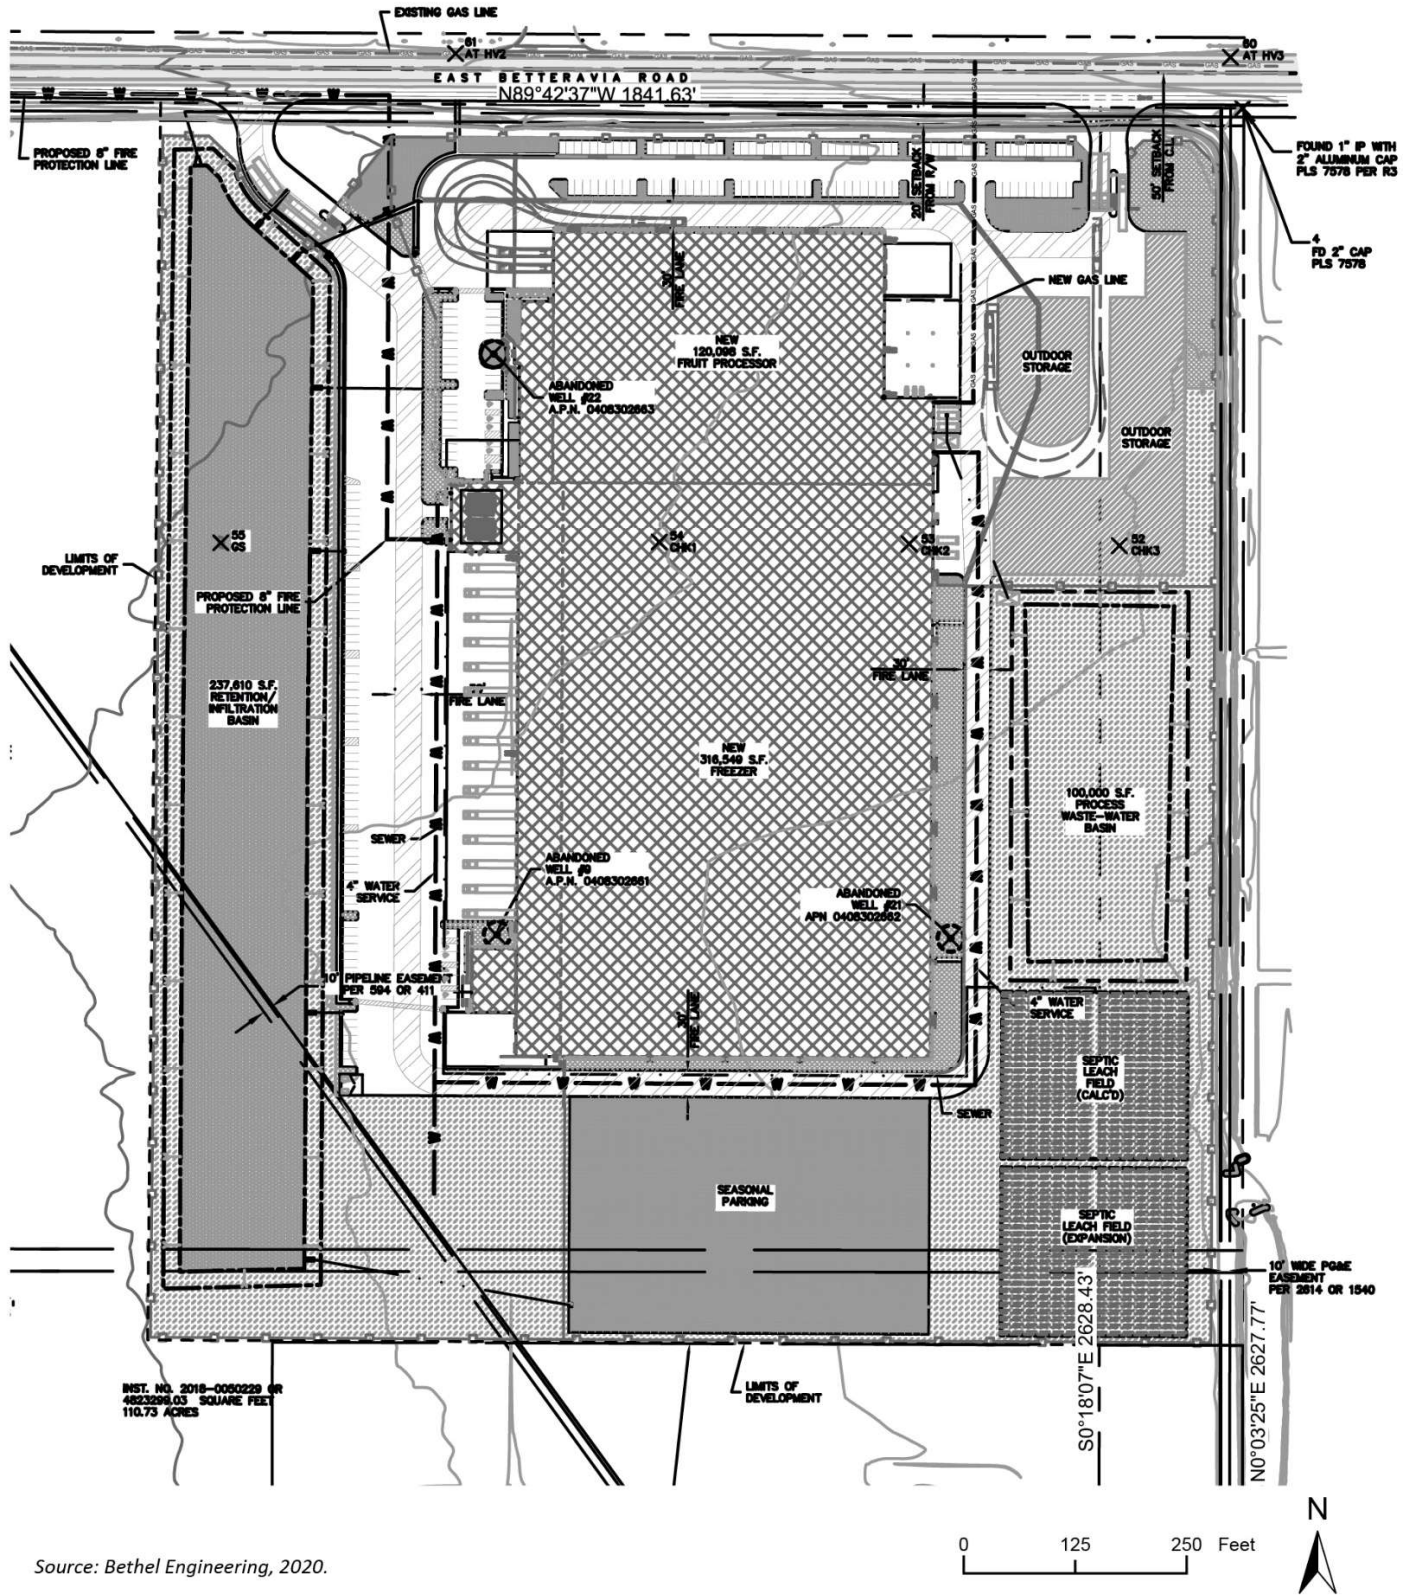 EXISTING GAS LINE
61
AT HV2
60
AT HV3
EAST BETTERAVIA ROAD
N89°42'37"W 1841.63'
PROPOSED 8" FIRE
PROTECTION LINE
20' SETBACK
FROM R/W
50' SETBACK
FROM C.L.
FOUND 1" IP WITH
2" ALUMINUM CAP
PLS 7578 PER R3
4
FD 2" CAP
PLS 7578
30'
FIRE LANE
NEW GAS LINE
NEW
120,098 S.F.
FRUIT PROCESSOR
OUTDOOR
STORAGE
ABANDONED
WELL #22
A.P.N. 0408302663
OUTDOOR
STORAGE
55
GS
54
CHK1
53
CHK2
52
CHK3
LIMITS OF
DEVELOPMENT
PROPOSED 8" FIRE
PROTECTION LINE
237,610 S.F.
RETENTION/
INFILTRATION
BASIN
FIRE LANE
30'
FIRE LANE
NEW
316,549 S.F.
FREEZER
100,000 S.F.
PROCESS
WASTE-WATER
BASIN
SEWER
4" WATER
SERVICE
ABANDONED
WELL #9
A.P.N. 0408302661
ABANDONED
WELL #21
APN 0408302662
10' PIPELINE EASEMENT
PER 594 OR 411
30'
FIRE LANE
4" WATER
SERVICE
SEPTIC
LEACH
FIELD
(CALC'D)
SEWER
SEASONAL
PARKING
SEPTIC
LEACH FIELD
(EXPANSION)
10' WIDE PG&E
EASEMENT
PER 2614 OR 1540
S0°18'07"E 2628.43'
N0°03'25"E 2627.77'
INST. NO. 2018-0050229 OR
4823299.03 SQUARE FEET
110.73 ACRES
LIMITS OF
DEVELOPMENT
N
0 125 250 Feet
Source: Bethel Engineering, 2020.